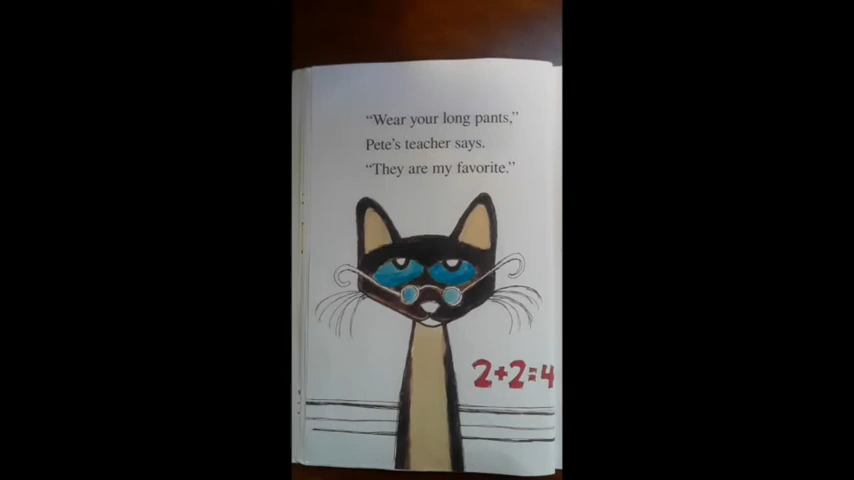 “Wear your long pants,”
Pete’s teacher says.
“They are my favorite.”
2+2=4